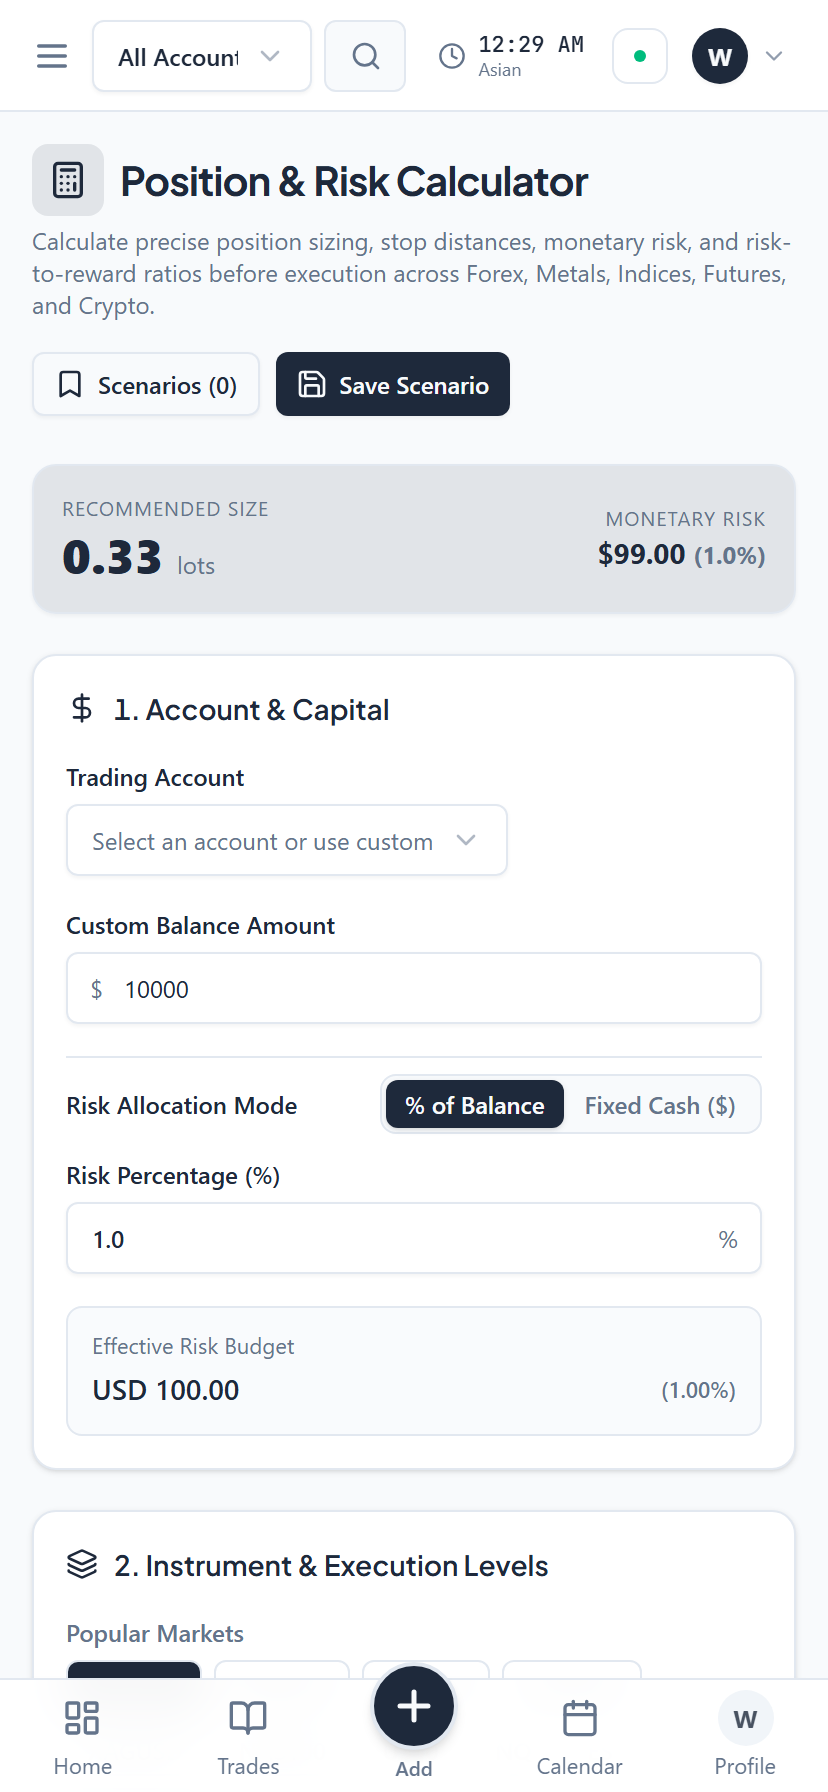 All Account
12:29 AM
Asian
W
Position & Risk Calculator
Calculate precise position sizing, stop distances, monetary risk, and risk-
to-reward ratios before execution across Forex, Metals, Indices, Futures,
and Crypto.
Scenarios (0)
Save Scenario
RECOMMENDED SIZE
0.33 lots
MONETARY RISK
$99.00 (1.0%)
1. Account & Capital
Trading Account
Select an account or use custom
Custom Balance Amount
$ 10000
Risk Allocation Mode
% of Balance
Fixed Cash ($)
Risk Percentage (%)
1.0 %
Effective Risk Budget
USD 100.00 (1.00%)
2. Instrument & Execution Levels
Popular Markets
Home
Trades
Add
Calendar
W
Profile